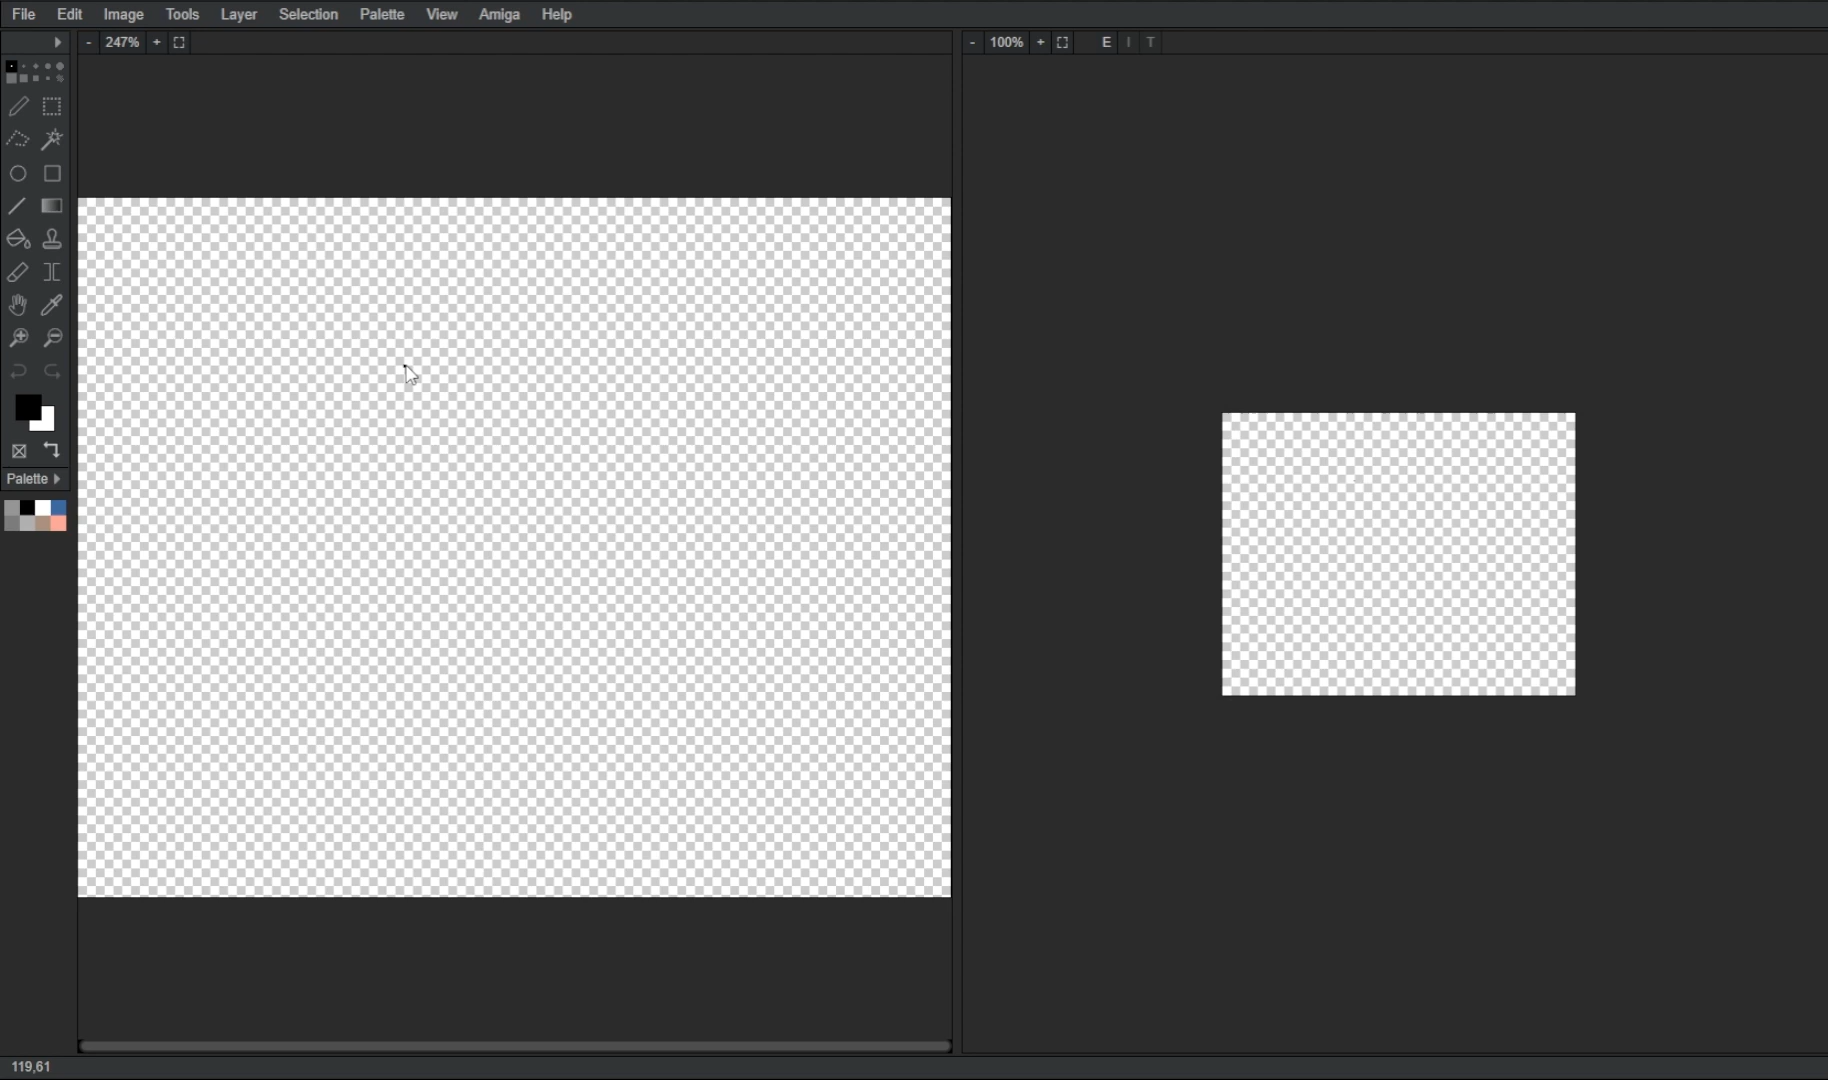 File Edit Image Tools Layer Selection Palette View Amiga Help
- 247% +
- 100% + E I T
Palette
119,61